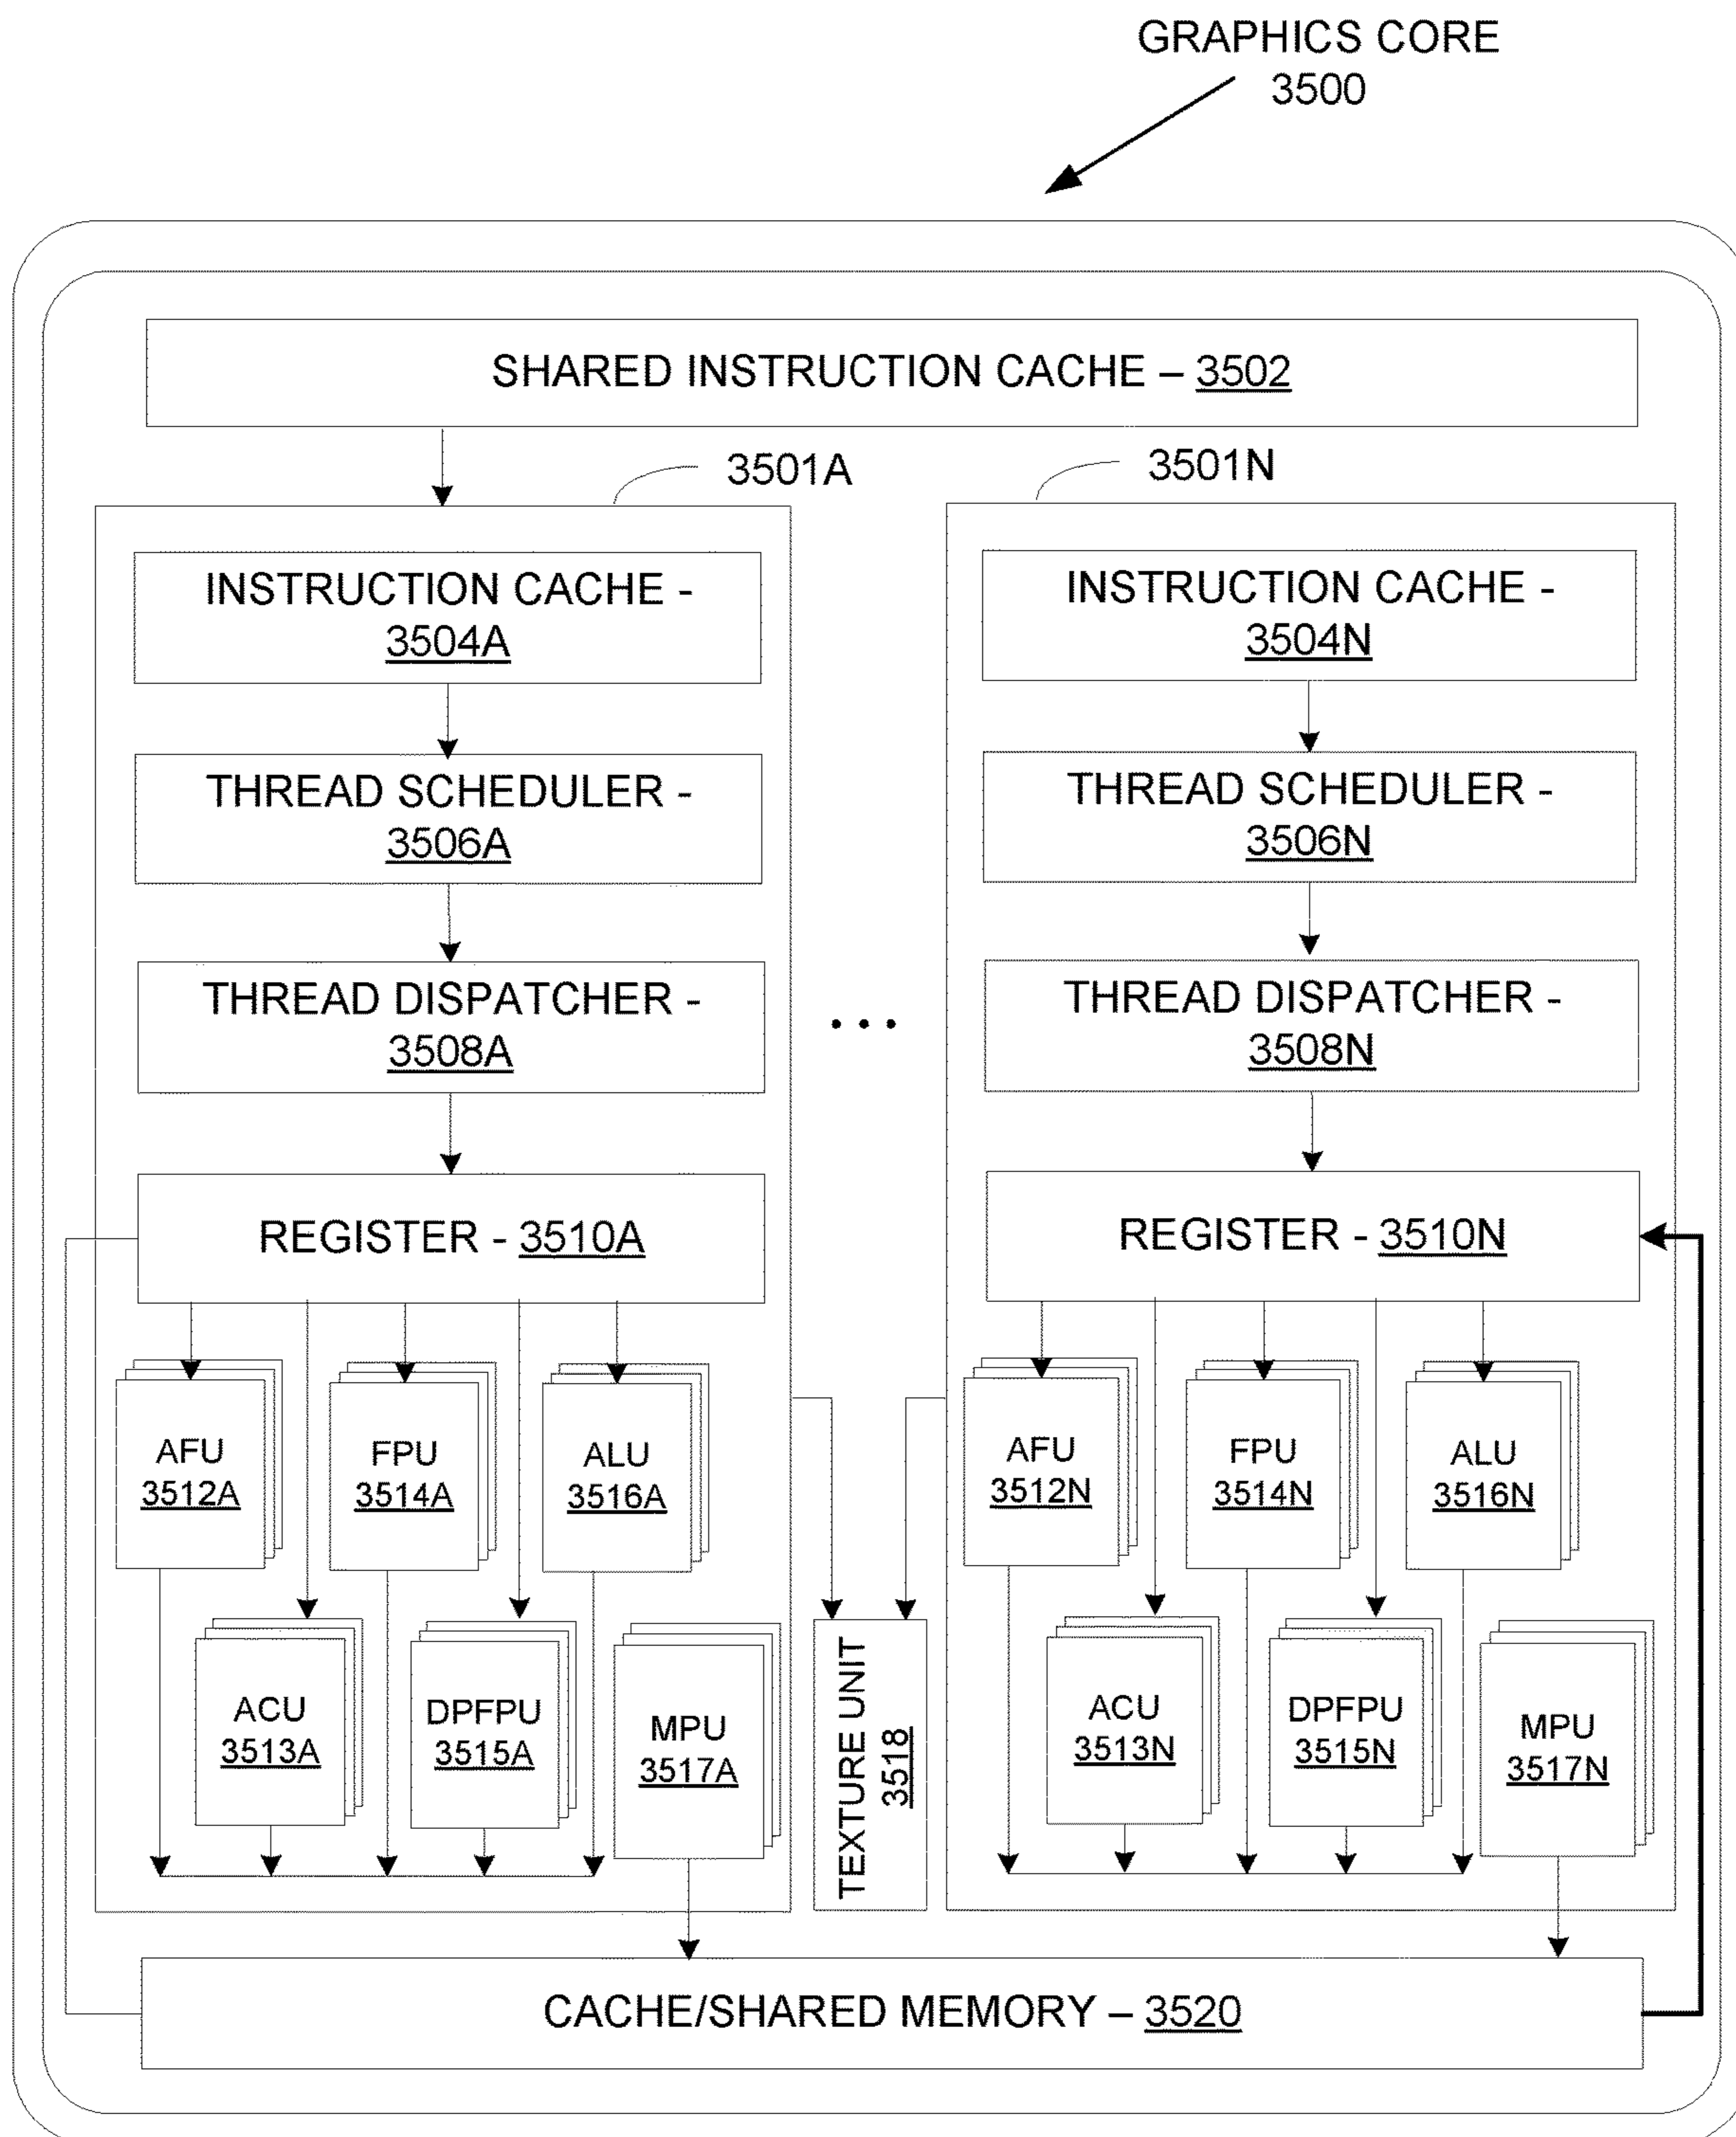 GRAPHICS CORE
3500
SHARED INSTRUCTION CACHE – 3502
3501A
INSTRUCTION CACHE -
3504A
THREAD SCHEDULER -
3506A
THREAD DISPATCHER -
3508A
REGISTER - 3510A
AFU
3512A
FPU
3514A
ALU
3516A
ACU
3513A
DPFPU
3515A
MPU
3517A
...
TEXTURE UNIT
3518
3501N
INSTRUCTION CACHE -
3504N
THREAD SCHEDULER -
3506N
THREAD DISPATCHER -
3508N
REGISTER - 3510N
AFU
3512N
FPU
3514N
ALU
3516N
ACU
3513N
DPFPU
3515N
MPU
3517N
CACHE/SHARED MEMORY – 3520